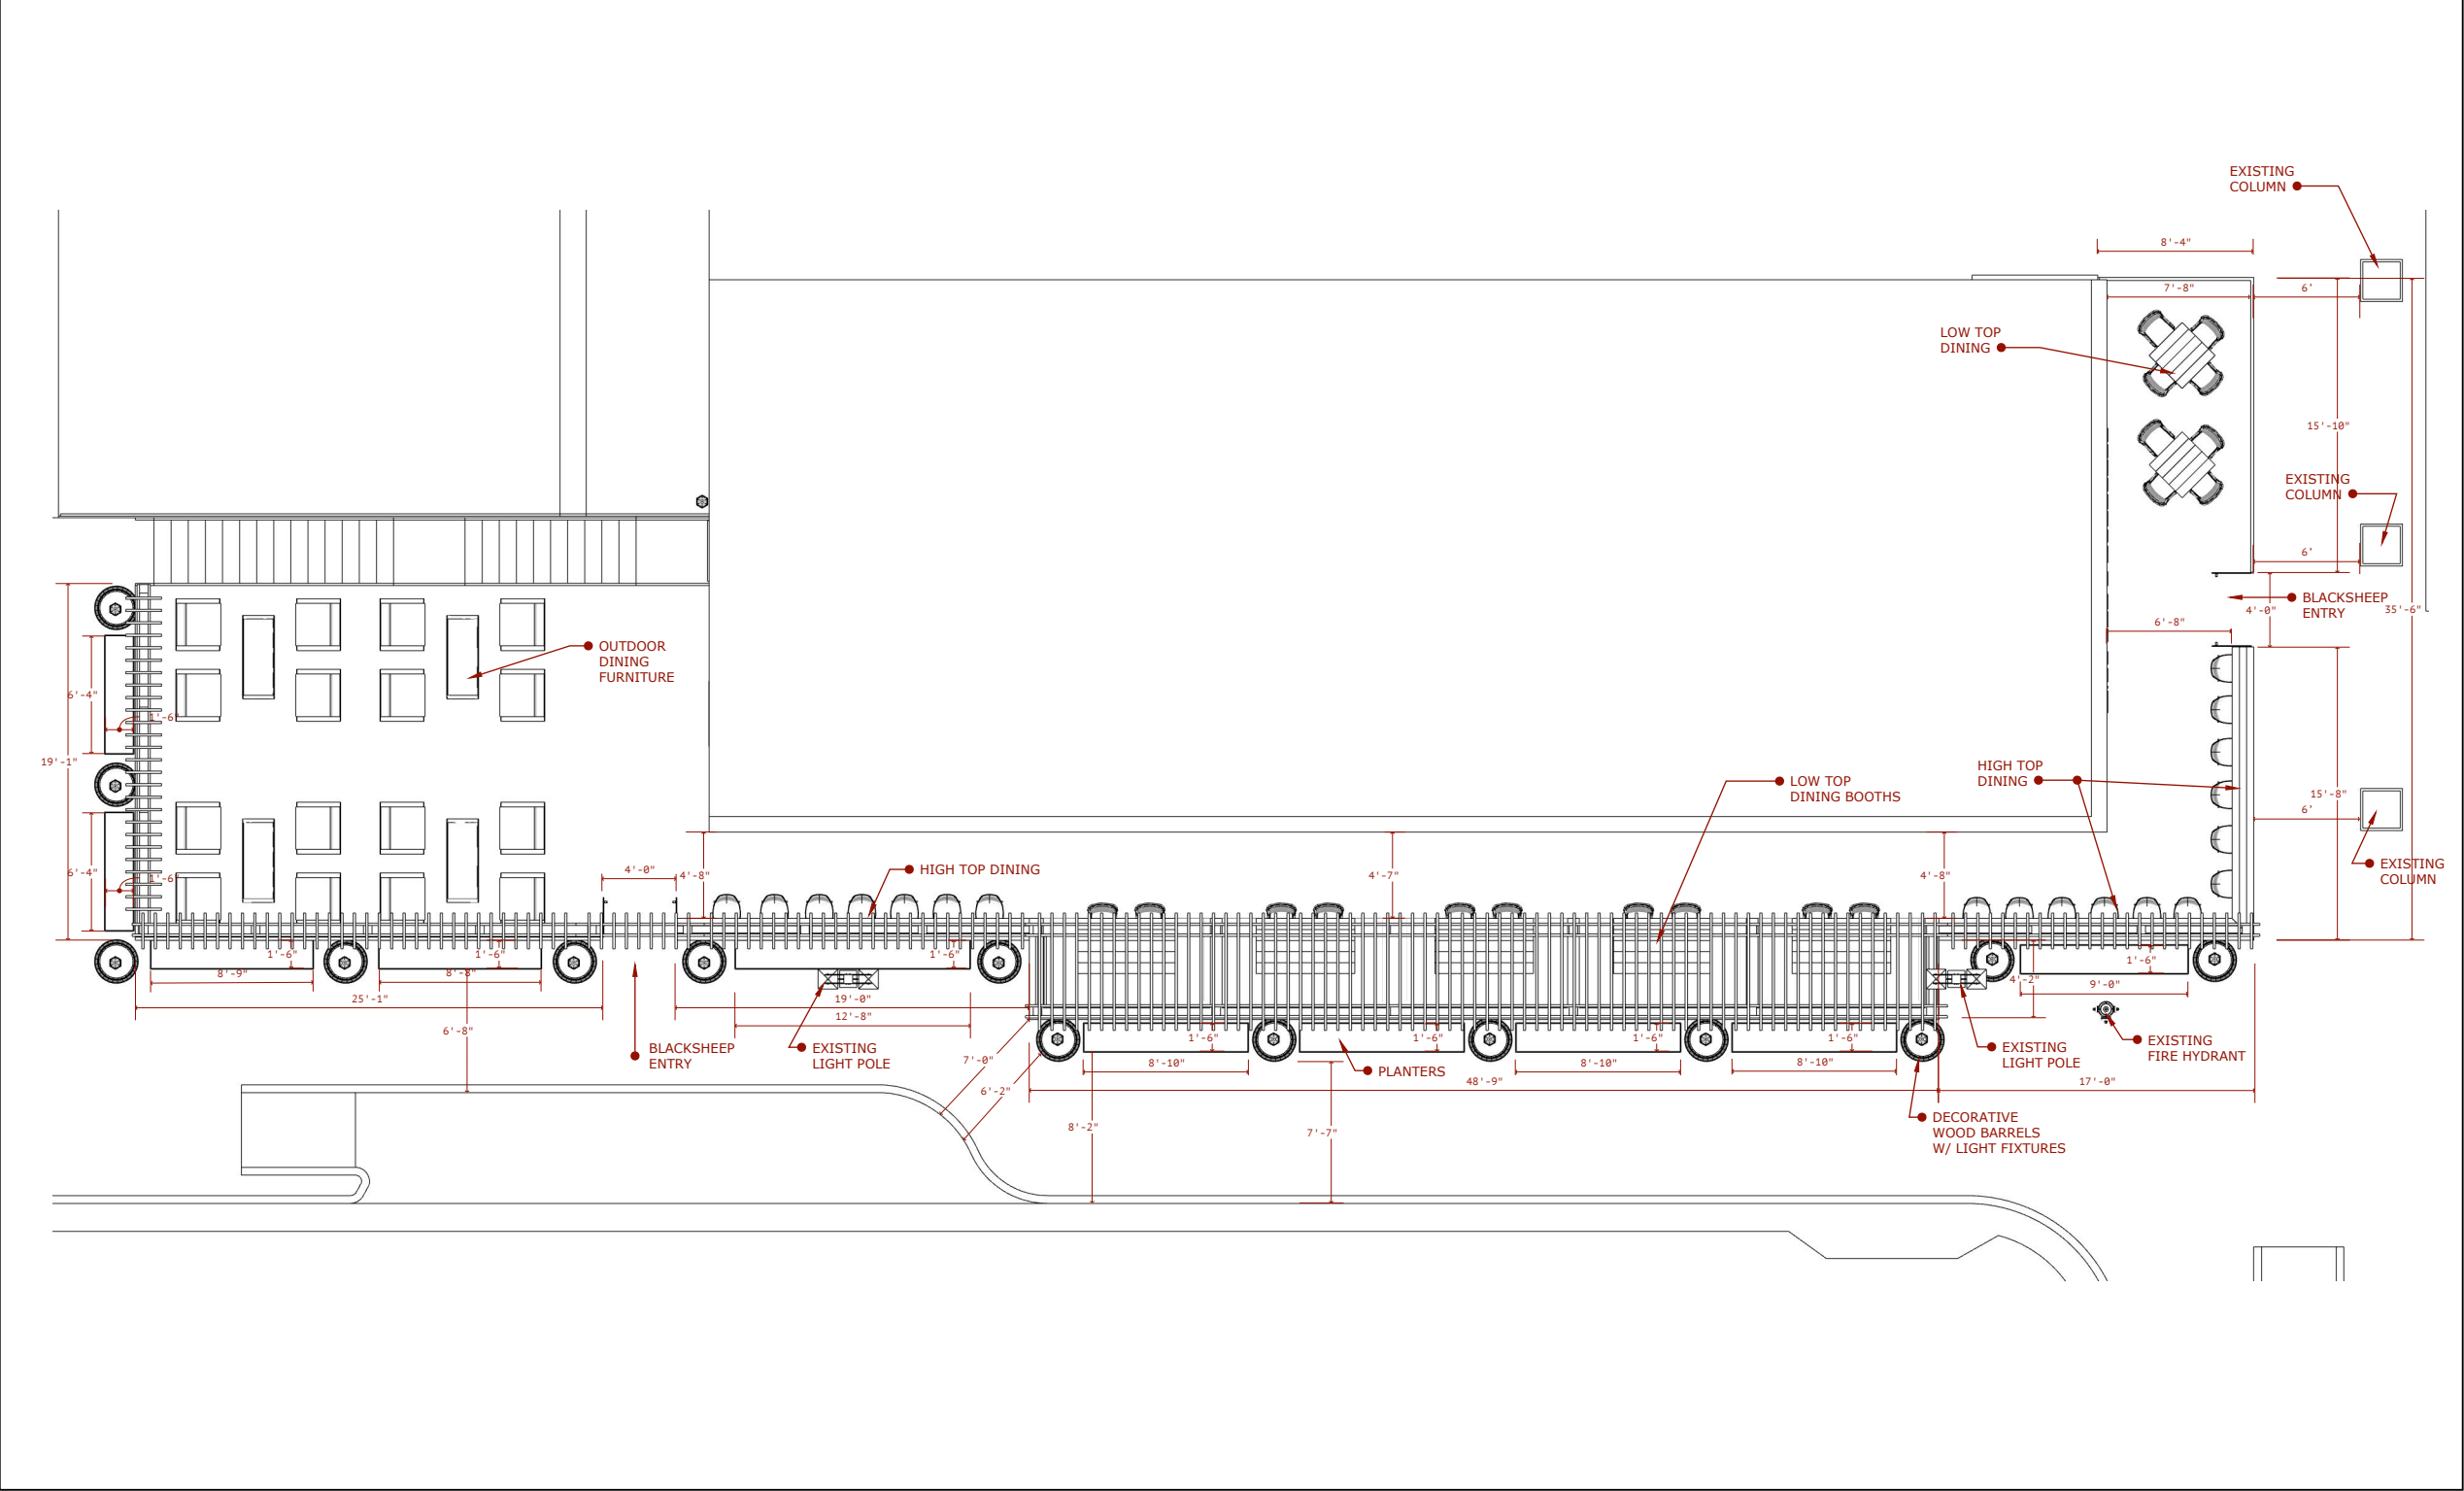 EXISTING
COLUMN
8'-4"
7'-8"
6'
LOW TOP
DINING
15'-10"
EXISTING
COLUMN
6'
BLACKSHEEP
ENTRY
4'-0"
35'-6"
6'-8"
OUTDOOR
DINING
FURNITURE
6'-4"
1'-6"
19'-1"
HIGH TOP
DINING
LOW TOP
DINING BOOTHS
15'-8"
6'
EXISTING
COLUMN
6'-4"
1'-6"
4'-0"
4'-8"
HIGH TOP DINING
4'-7"
4'-8"
1'-6"
8'-9"
1'-6"
8'-8"
1'-6"
1'-6"
4'-2"
9'-0"
25'-1"
19'-0"
12'-8"
6'-8"
BLACKSHEEP
ENTRY
EXISTING
LIGHT POLE
7'-0"
6'-2"
1'-6"
1'-6"
1'-6"
1'-6"
8'-10"
PLANTERS
8'-10"
8'-10"
EXISTING
LIGHT POLE
EXISTING
FIRE HYDRANT
48'-9"
17'-0"
8'-2"
7'-7"
DECORATIVE
WOOD BARRELS
W/ LIGHT FIXTURES